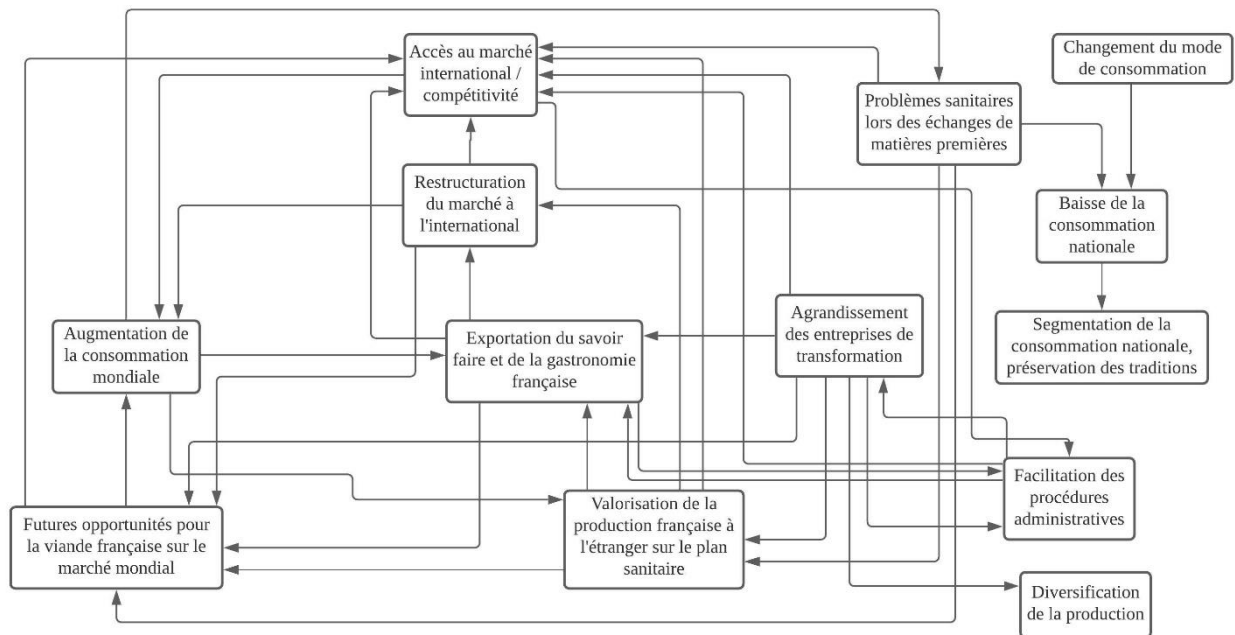 Accès au marché
international /
compétitivité
Changement du mode
de consommation
Problèmes sanitaires
lors des échanges de
matières premières
Restructuration
du marché à
l'international
Baisse de la
consommation
nationale
Augmentation de
la consommation
mondiale
Exportation du savoir
faire et de la gastronomie
française
Agrandissement
des entreprises de
transformation
Segmentation de la
consommation nationale,
préservation des traditions
Futures opportunités pour
la viande française sur le
marché mondial
Valorisation de la
production française à
l'étranger sur le plan
sanitaire
Facilitation des
procédures
administratives
Diversification
de la production